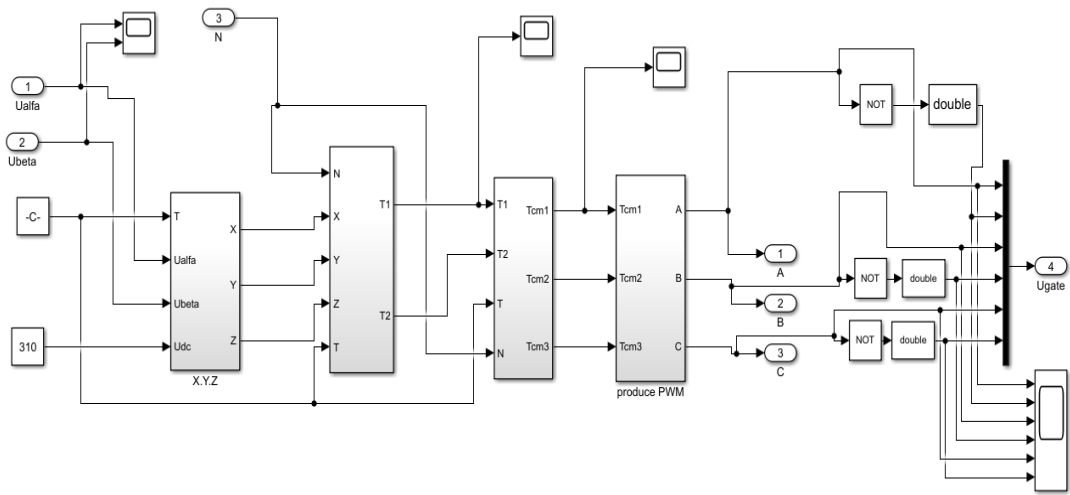 1
Ualfa
2
Ubeta
3
N
-C-
310
T
Ualfa
Ubeta
Udc
X
Y
Z
X.Y.Z
N
X
Y
Z
T
T1
T2
T1
T2
T
N
Tcm1
Tcm2
Tcm3
Tcm1
Tcm2
Tcm3
A
B
C
produce PWM
1
A
2
B
3
C
NOT
double
NOT
double
NOT
double
4
Ugate